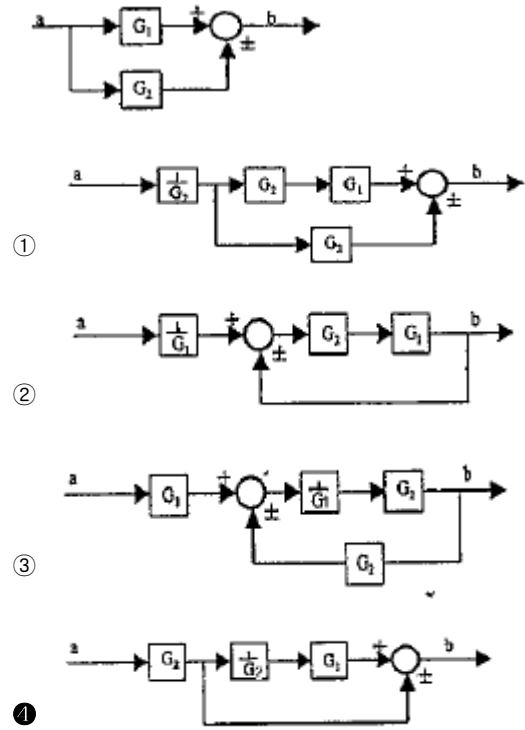 a G₁ ± b
±
G₂
a 1/G₂ G₂ G₁ ± b
±
① G₂
a 1/G₁ ± G₂ G₁ b
±
②
a G₁ ± 1/G₁ G₂ b
±
③ G₂
a G₂ 1/G₂ G₁ ± b
±
❹